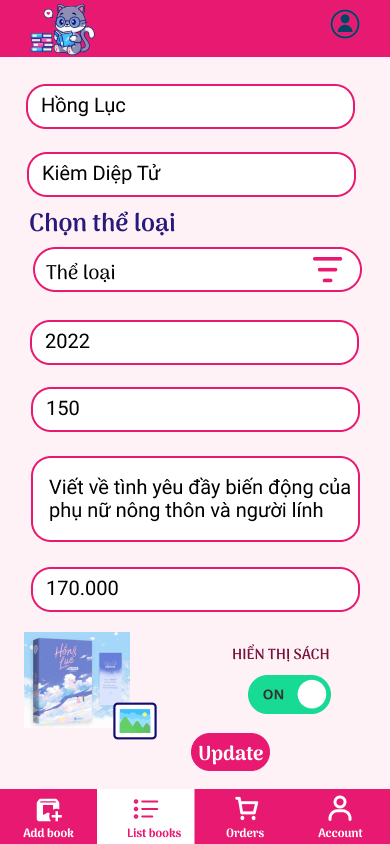 Hồng Lục
Kiêm Diệp Tử
Chọn thể loại
Thể loại
2022
150
Viết về tình yêu đầy biến động của
phụ nữ nông thôn và người lính
170.000
Hồng
Lục
HIỂN THỊ SÁCH
ON
Update
Add book
List books
Orders
Account